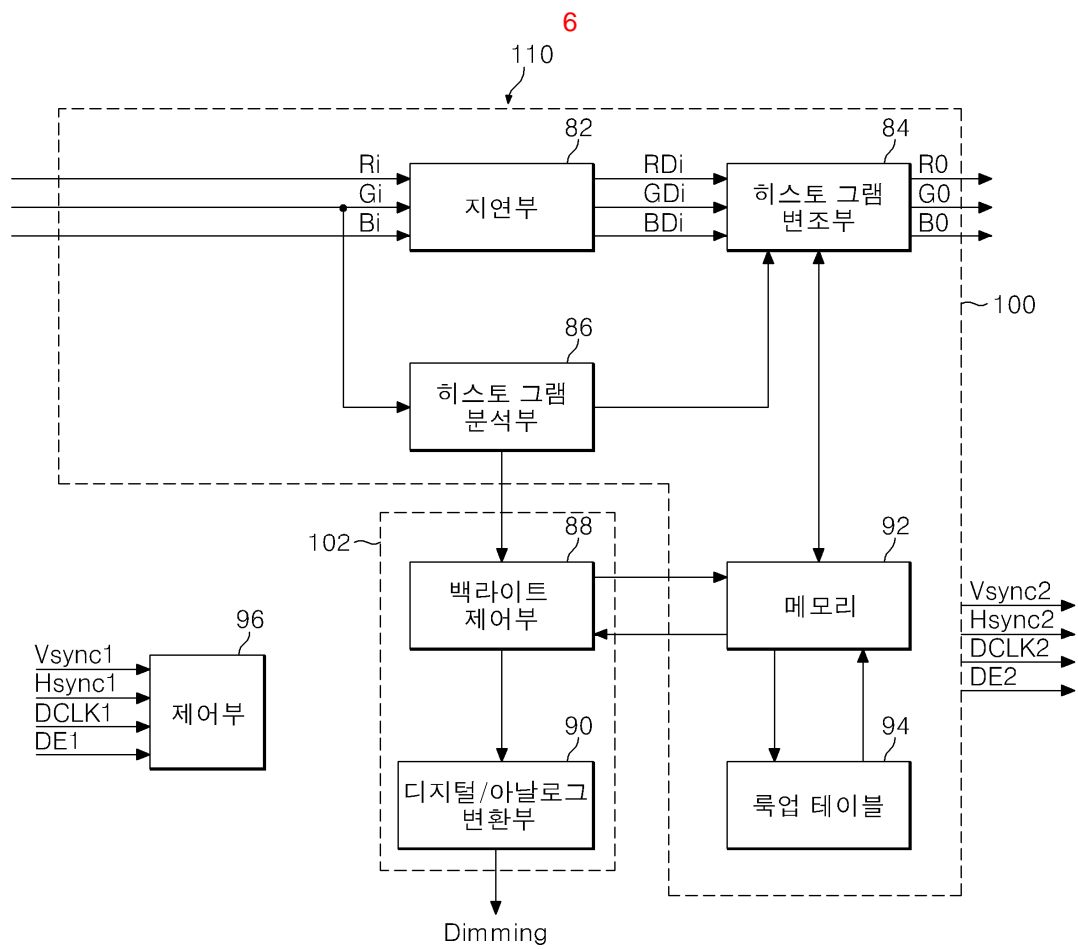 6
110
82
84
Ri
RDi
R0
Gi
지연부
GDi
히스토 그램
변조부
G0
Bi
BDi
B0
100
86
히스토 그램
분석부
102
88
92
백라이트
제어부
메모리
Vsync2
Hsync2
DCLK2
DE2
96
Vsync1
Hsync1
DCLK1
DE1
제어부
90
94
디지털/아날로그
변환부
룩업 테이블
Dimming